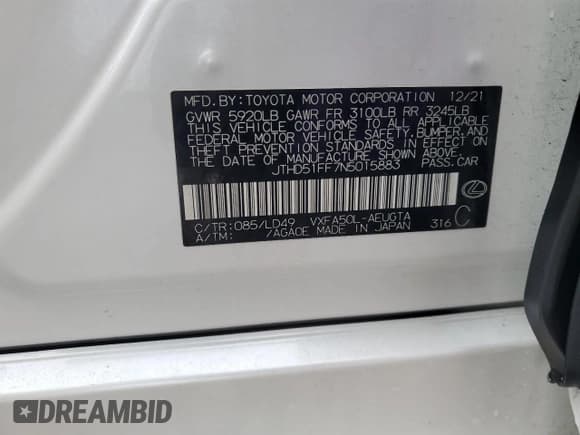 MFD. BY: TOYOTA MOTOR CORPORATION 12/21
GVWR 5920LB GAWR FR 3100LB RR 3245LB
THIS VEHICLE CONFORMS TO ALL APPLICABLE
FEDERAL MOTOR VEHICLE SAFETY, BUMPER, AND
THEFT PREVENTION STANDARDS IN EFFECT ON
THE DATE OF MANUFACTURE SHOWN ABOVE.
JTHD51FF7N5015883 PASS.CAR
C/TR: 085/LD49 VXFA50L-AEUGTA
A/TM: /AGA0E MADE IN JAPAN 316 C
DREAMBID